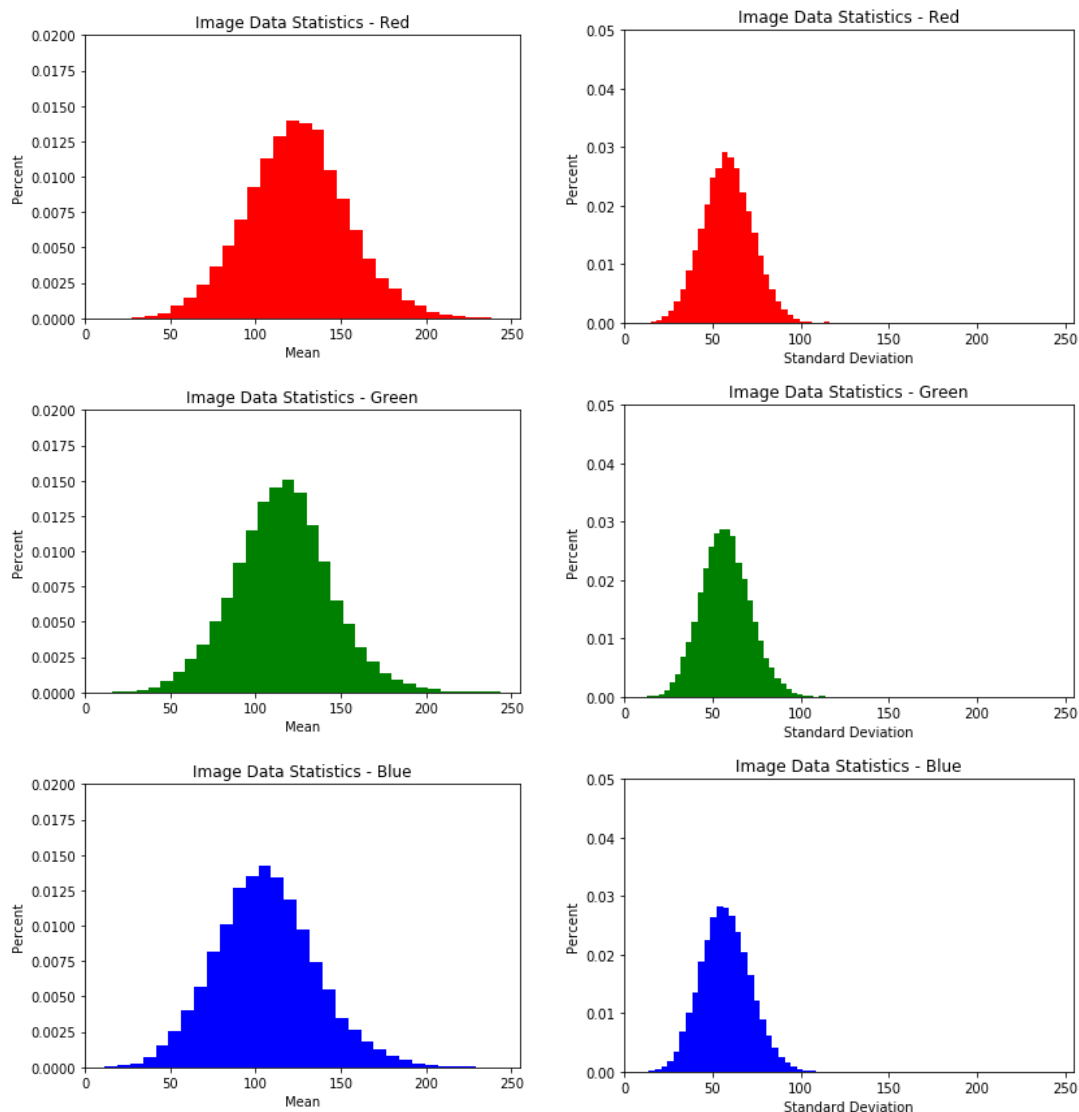 Image Data Statistics - Red
0.0200
0.0175
0.0150
0.0125
0.0100
0.0075
0.0050
0.0025
0.0000
Percent
0 50 100 150 200 250
Mean
Image Data Statistics - Red
0.05
0.04
0.03
0.02
0.01
0.00
Percent
0 50 100 150 200 250
Standard Deviation
Image Data Statistics - Green
0.0200
0.0175
0.0150
0.0125
0.0100
0.0075
0.0050
0.0025
0.0000
Percent
0 50 100 150 200 250
Mean
Image Data Statistics - Green
0.05
0.04
0.03
0.02
0.01
0.00
Percent
0 50 100 150 200 250
Standard Deviation
Image Data Statistics - Blue
0.0200
0.0175
0.0150
0.0125
0.0100
0.0075
0.0050
0.0025
0.0000
Percent
0 50 100 150 200 250
Mean
Image Data Statistics - Blue
0.05
0.04
0.03
0.02
0.01
0.00
Percent
0 50 100 150 200 250
Standard Deviation